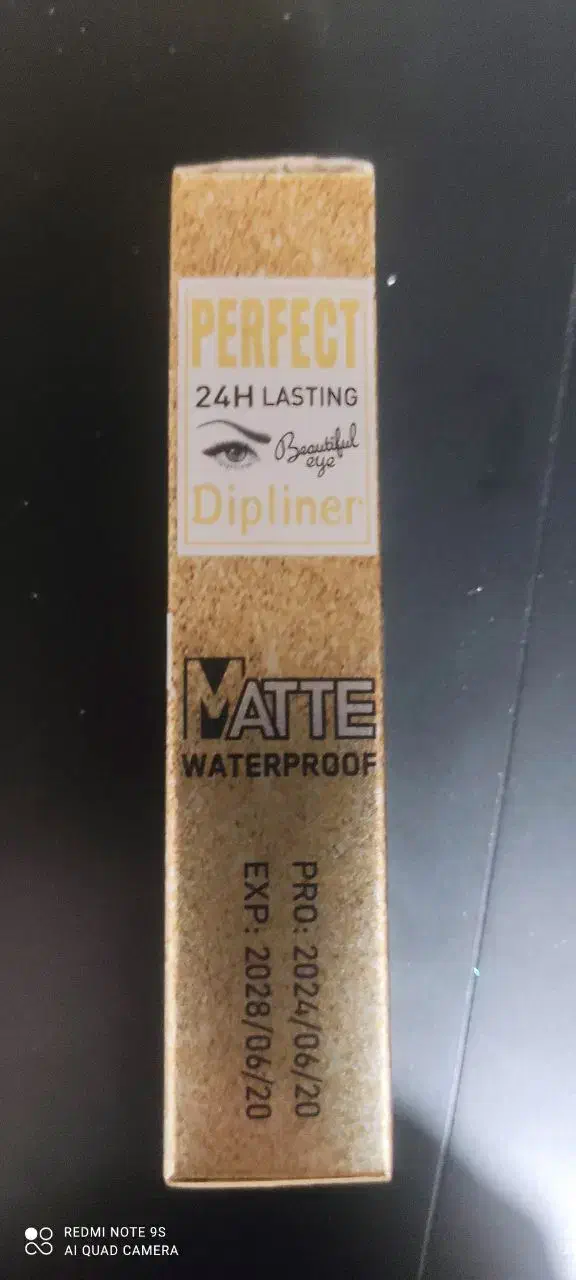 PERFECT
24H LASTING
Beautiful
eye
Dipliner
MATTE
WATERPROOF
PRO: 2024/06/20
EXP: 2028/06/20
REDMI NOTE 9S
AI QUAD CAMERA